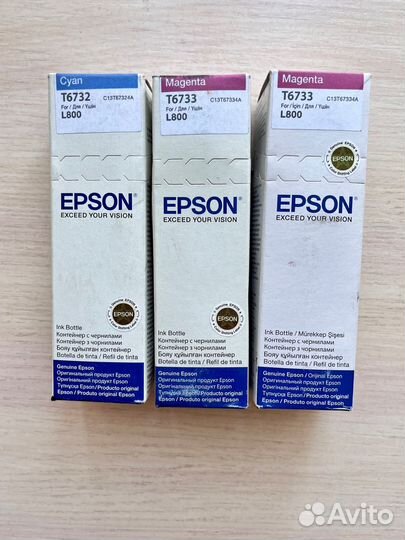 Cyan
T6732 C13T67324A
For / Для / Үшін
L800
EPSON®
EXCEED YOUR VISION
EPSON
Ink Bottle
Контейнер с чернилами
Контейнер з чорнилами
Бояу құйылған контейнер
Botella de tinta / Refil de tinta
Genuine Epson
Оригинальный продукт Epson
Оригінальний продукт Epson
Түпнұсқа Epson/Producto original
Epson / Produto original Epson
Magenta
T6733 C13T67334A
For / Для / Үшін
L800
EPSON®
EXCEED YOUR VISION
EPSON
Ink Bottle
Контейнер с чернилами
Контейнер з чорнилами
Бояу құйылған контейнер
Botella de tinta / Refil de tinta
Genuine Epson
Оригинальный продукт Epson
Оригінальний продукт Epson
Түпнұсқа Epson/Producto original
Epson / Produto original Epson
Magenta
T6733 C13T67334A
For / için / Для / Үшін
L800
EPSON
EPSON®
EXCEED YOUR VISION
Ink Bottle / Mürekkep Şişesi
Контейнер с чернилами
Контейнер з чорнилами
Бояу құйылған контейнер
Botella de tinta / Refil de tinta
Genuine Epson / Orijinal Epson
Оригинальный продукт Epson
Оригінальний продукт Epson
Түпнұсқа Epson / Producto original
Epson / Produto original Epson
Avito